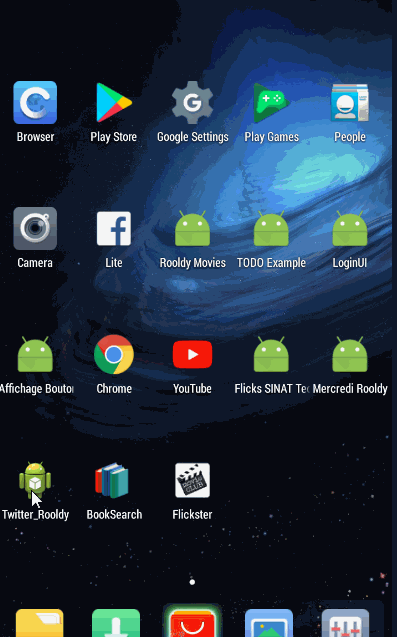 Browser
Play Store
Google Settings
Play Games
People
Camera
Lite
Rooldy Movies
TODO Example
LoginUI
Affichage Bouton
Chrome
YouTube
Flicks SINAT Te
Mercredi Rooldy
Twitter_Rooldy
BookSearch
Flickster